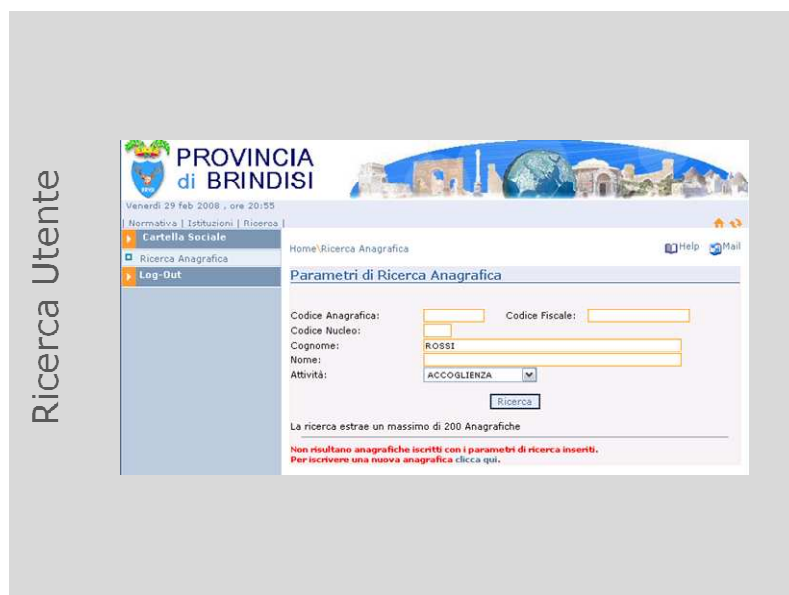 Ricerca Utente
PROVINCIA
di BRINDISI
Venerdì 29 feb 2008 , ore 20:55
| Normativa | Istituzioni | Ricerca |
Cartella Sociale
Ricerca Anagrafica
Log-Out
Home\Ricerca Anagrafica
Help Mail
Parametri di Ricerca Anagrafica
Codice Anagrafica: Codice Fiscale:
Codice Nucleo:
Cognome: ROSSI
Nome:
Attività: ACCOGLIENZA
Ricerca
La ricerca estrae un massimo di 200 Anagrafiche
Non risultano anagrafiche iscritti con i parametri di ricerca inseriti.
Per iscrivere una nuova anagrafica clicca qui.